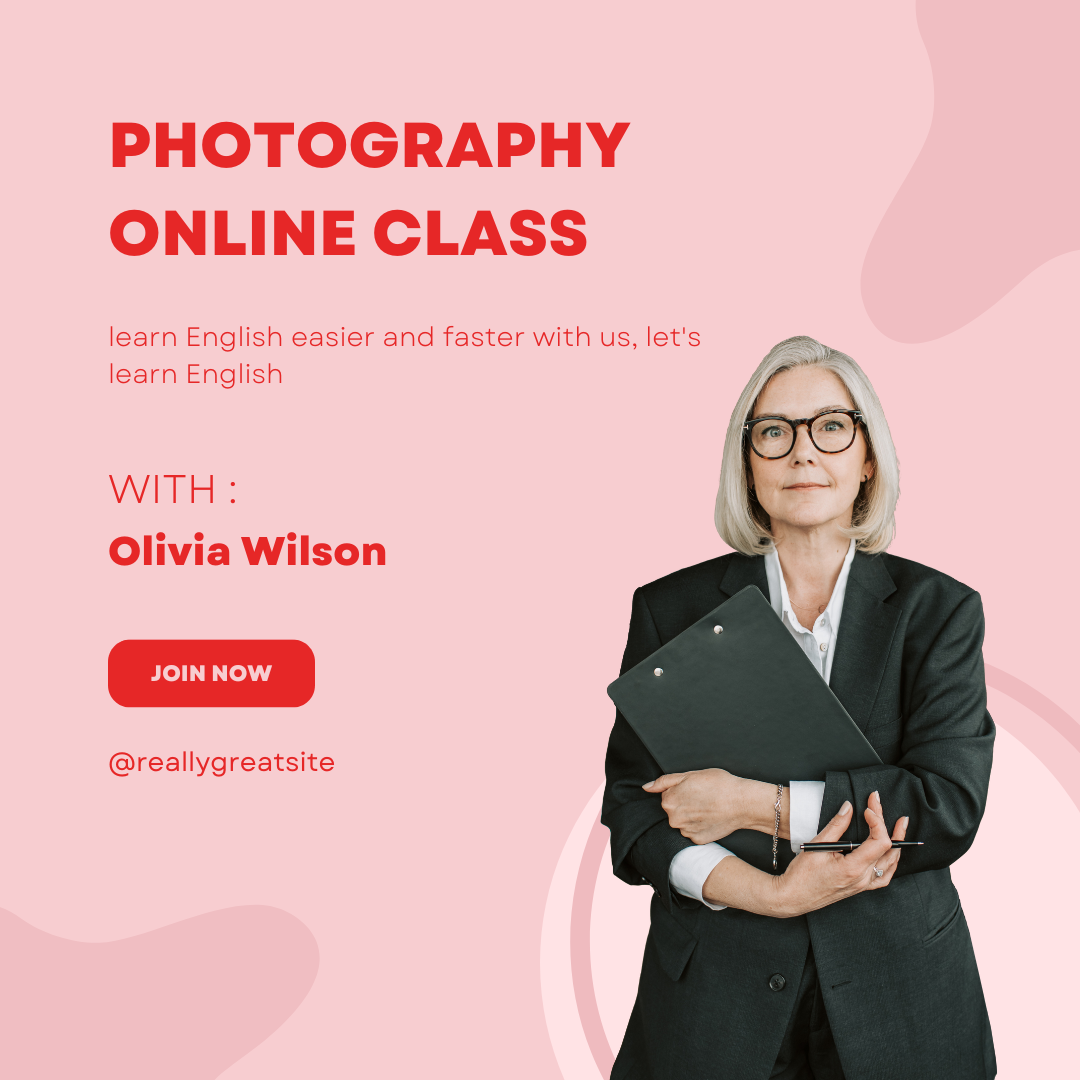 PHOTOGRAPHY
ONLINE CLASS
learn English easier and faster with us, let's
learn English
WITH :
Olivia Wilson
JOIN NOW
@reallygreatsite